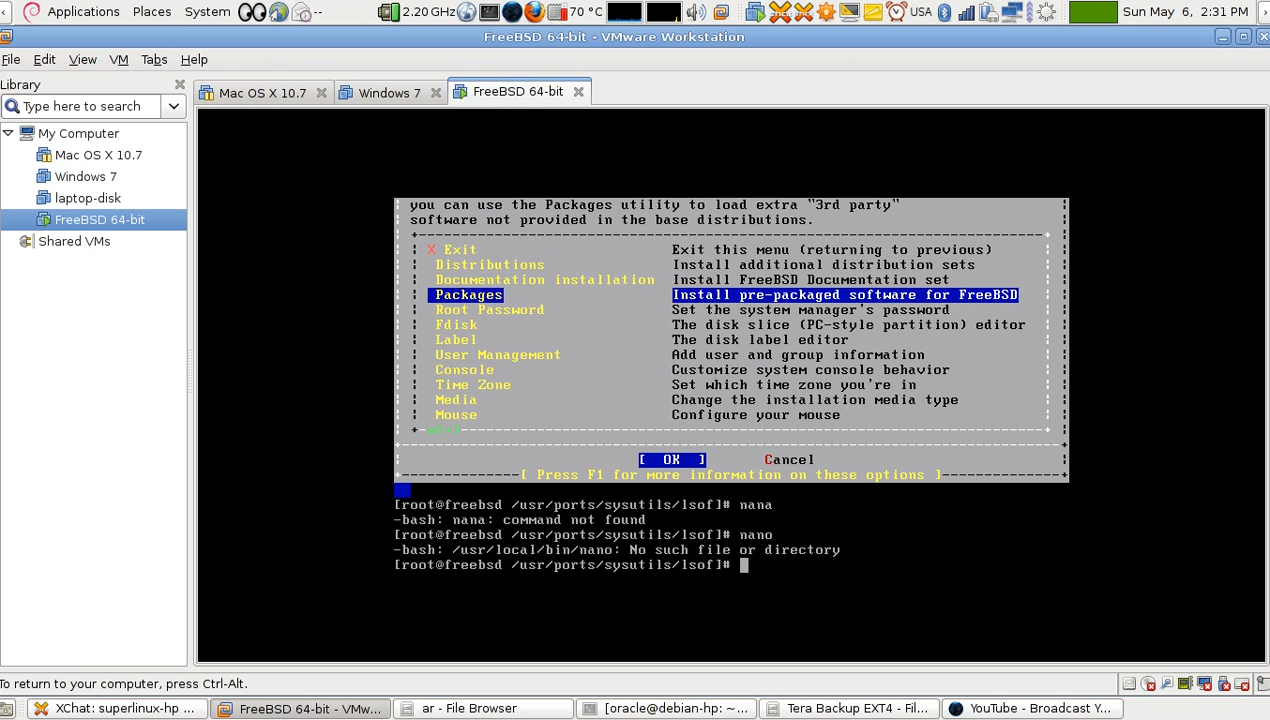 Applications Places System -- 2.20 GHz 70 °C USA Sun May 6, 2:31 PM
FreeBSD 64-bit - VMware Workstation
File Edit View VM Tabs Help
Library
Type here to search
Mac OS X 10.7 Windows 7 FreeBSD 64-bit
My Computer
Mac OS X 10.7
Windows 7
laptop-disk
FreeBSD 64-bit
Shared VMs
you can use the Packages utility to load extra "3rd party"
software not provided in the base distributions.
X Exit Exit this menu (returning to previous)
Distributions Install additional distribution sets
Documentation installation Install FreeBSD Documentation set
Packages Install pre-packaged software for FreeBSD
Root Password Set the system manager's password
Fdisk The disk slice (PC-style partition) editor
Label The disk label editor
User Management Add user and group information
Console Customize system console behavior
Time Zone Set which time zone you're in
Media Change the installation media type
Mouse Configure your mouse
[ OK ] Cancel
[ Press F1 for more information on these options ]
[root@freebsd /usr/ports/sysutils/lsof]# nana
-bash: nana: command not found
[root@freebsd /usr/ports/sysutils/lsof]# nano
-bash: /usr/local/bin/nano: No such file or directory
[root@freebsd /usr/ports/sysutils/lsof]#
To return to your computer, press Ctrl-Alt.
XChat: superlinux-hp ... FreeBSD 64-bit - VMw... ar - File Browser [oracle@debian-hp: ~... Tera Backup EXT4 - Fil... YouTube - Broadcast Y...